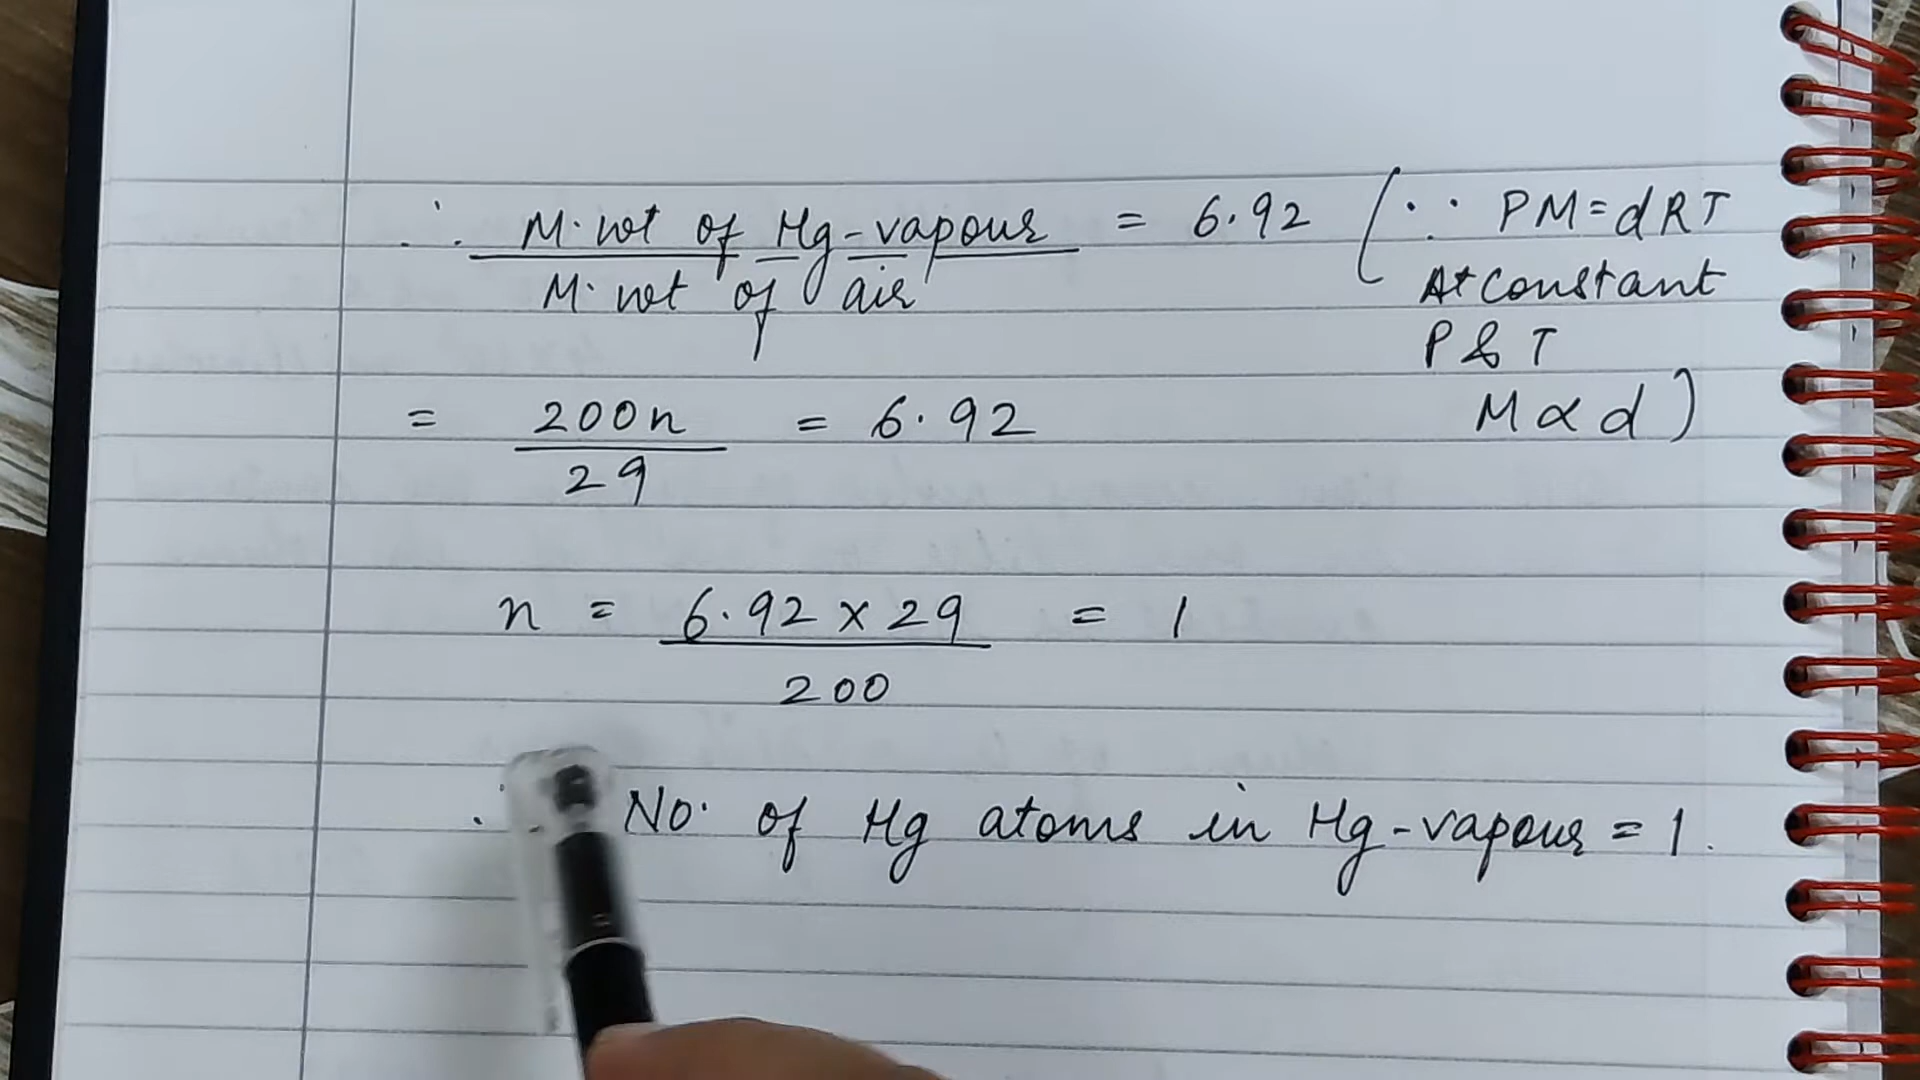 ∴ M.wt of Hg-vapour = 6.92 (∵ PM = dRT
M.wt of air At constant
P & T
= 200n = 6.92 M ∝ d)
29
n = 6.92 x 29 = 1
200
∴ No. of Hg atoms in Hg-vapour = 1.